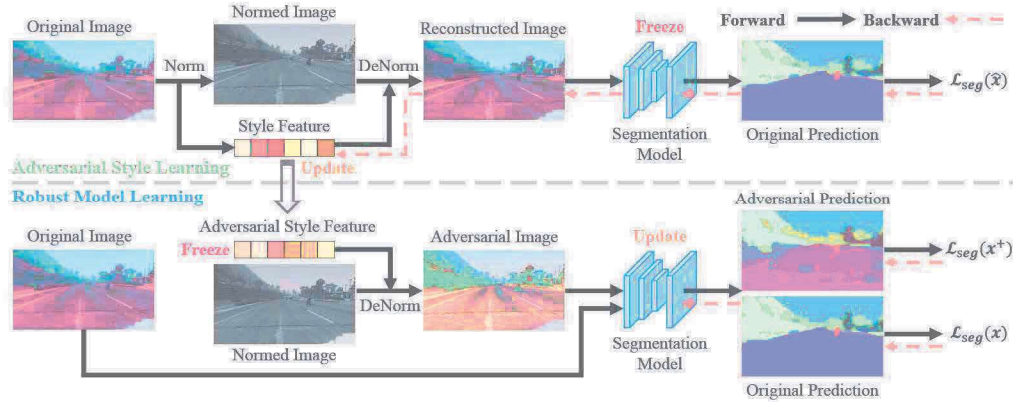 Original Image
Normed Image
Reconstructed Image
Freeze
Forward
Backward
Norm
DeNorm
Style Feature
Segmentation
Model
Original Prediction
ℒseg(x̂)
Adversarial Style Learning
Update
Robust Model Learning
Original Image
Adversarial Style Feature
Freeze
Adversarial Image
Update
Adversarial Prediction
ℒseg(x⁺)
DeNorm
Normed Image
Segmentation
Model
ℒseg(x)
Original Prediction